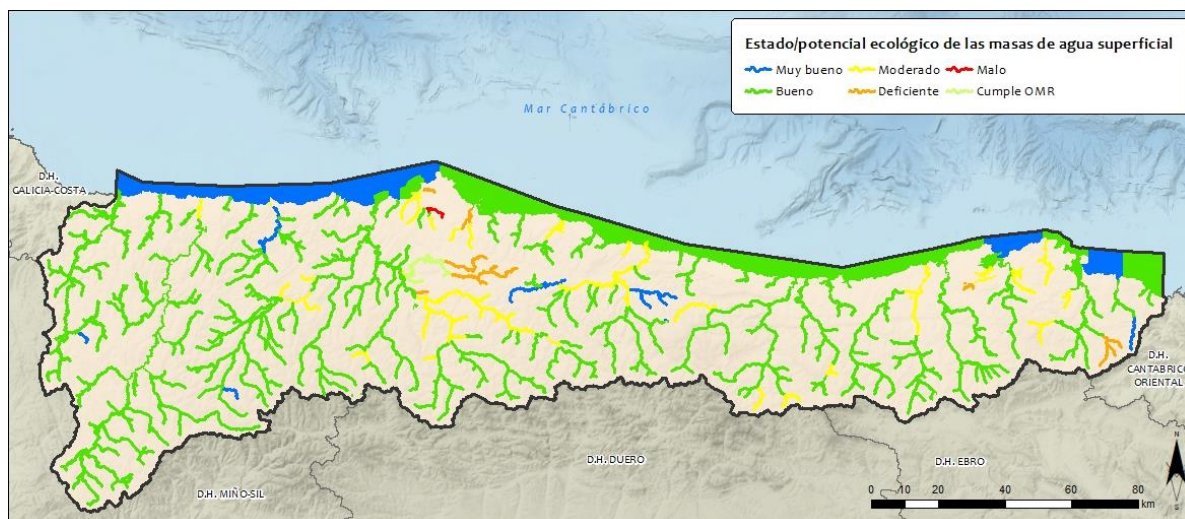 Estado/potencial ecológico de las masas de agua superficial
Muy bueno Moderado Malo
Bueno Deficiente Cumple OMR
Mar Cantábrico
D.H.
GALICIA-COSTA
D.H.
CANTÁBRICO
ORIENTAL
D.H. DUERO
D.H. EBRO
D.H. MIÑO-SIL
N
S
0 10 20 40 60 80
km